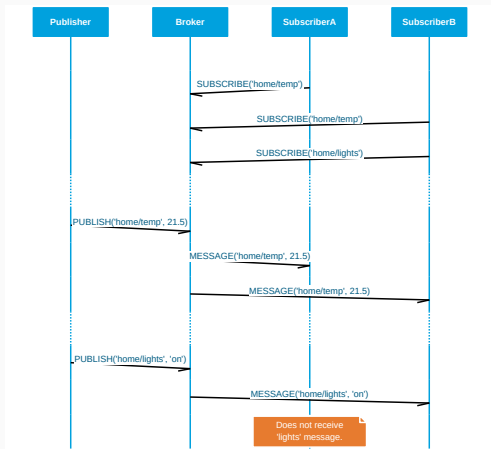 Publisher
Broker
SubscriberA
SubscriberB
SUBSCRIBE('home/temp')
SUBSCRIBE('home/temp')
SUBSCRIBE('home/lights')
PUBLISH('home/temp', 21.5)
MESSAGE('home/temp', 21.5)
MESSAGE('home/temp', 21.5)
PUBLISH('home/lights', 'on')
MESSAGE('home/lights', 'on')
Does not receive
'lights' message.